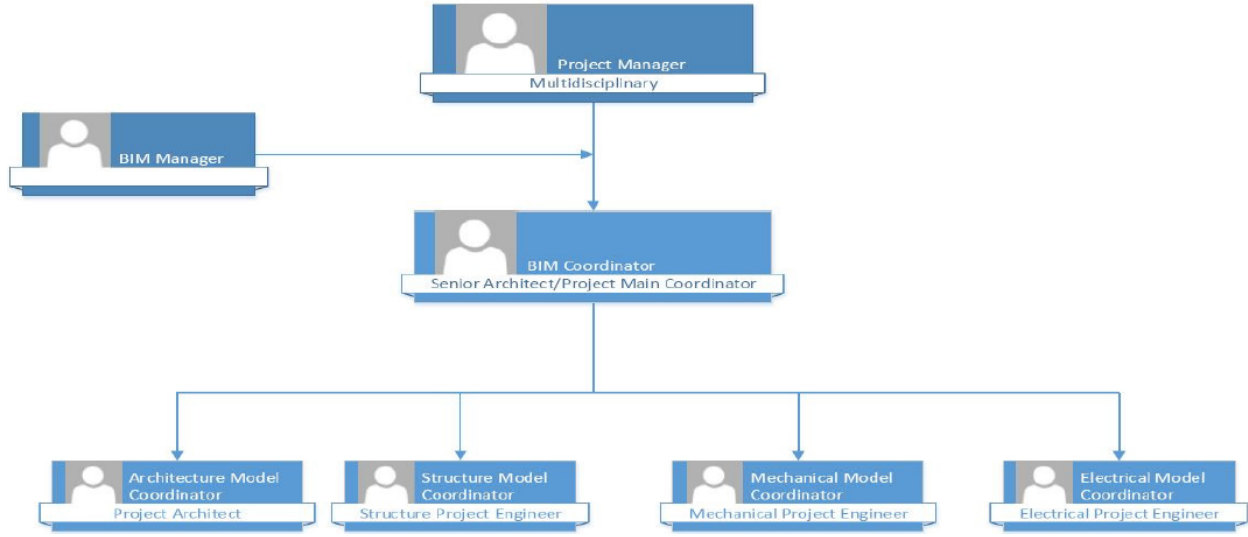 Project Manager
Multidisciplinary
BIM Manager
BIM Coordinator
Senior Architect/Project Main Coordinator
Architecture Model
Coordinator
Project Architect
Structure Model
Coordinator
Structure Project Engineer
Mechanical Model
Coordinator
Mechanical Project Engineer
Electrical Model
Coordinator
Electrical Project Engineer